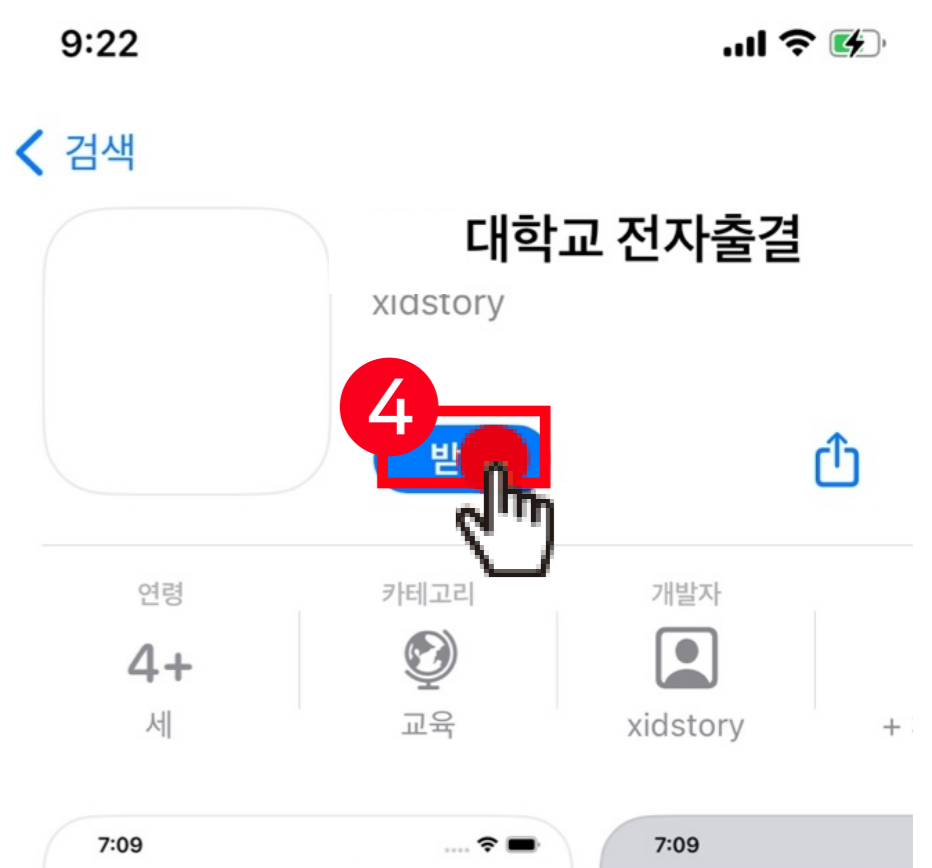 9:22
검색
대학교 전자출결
xidstory
4
연령
카테고리
개발자
4+
세
교육
xidstory
+
7:09
7:09